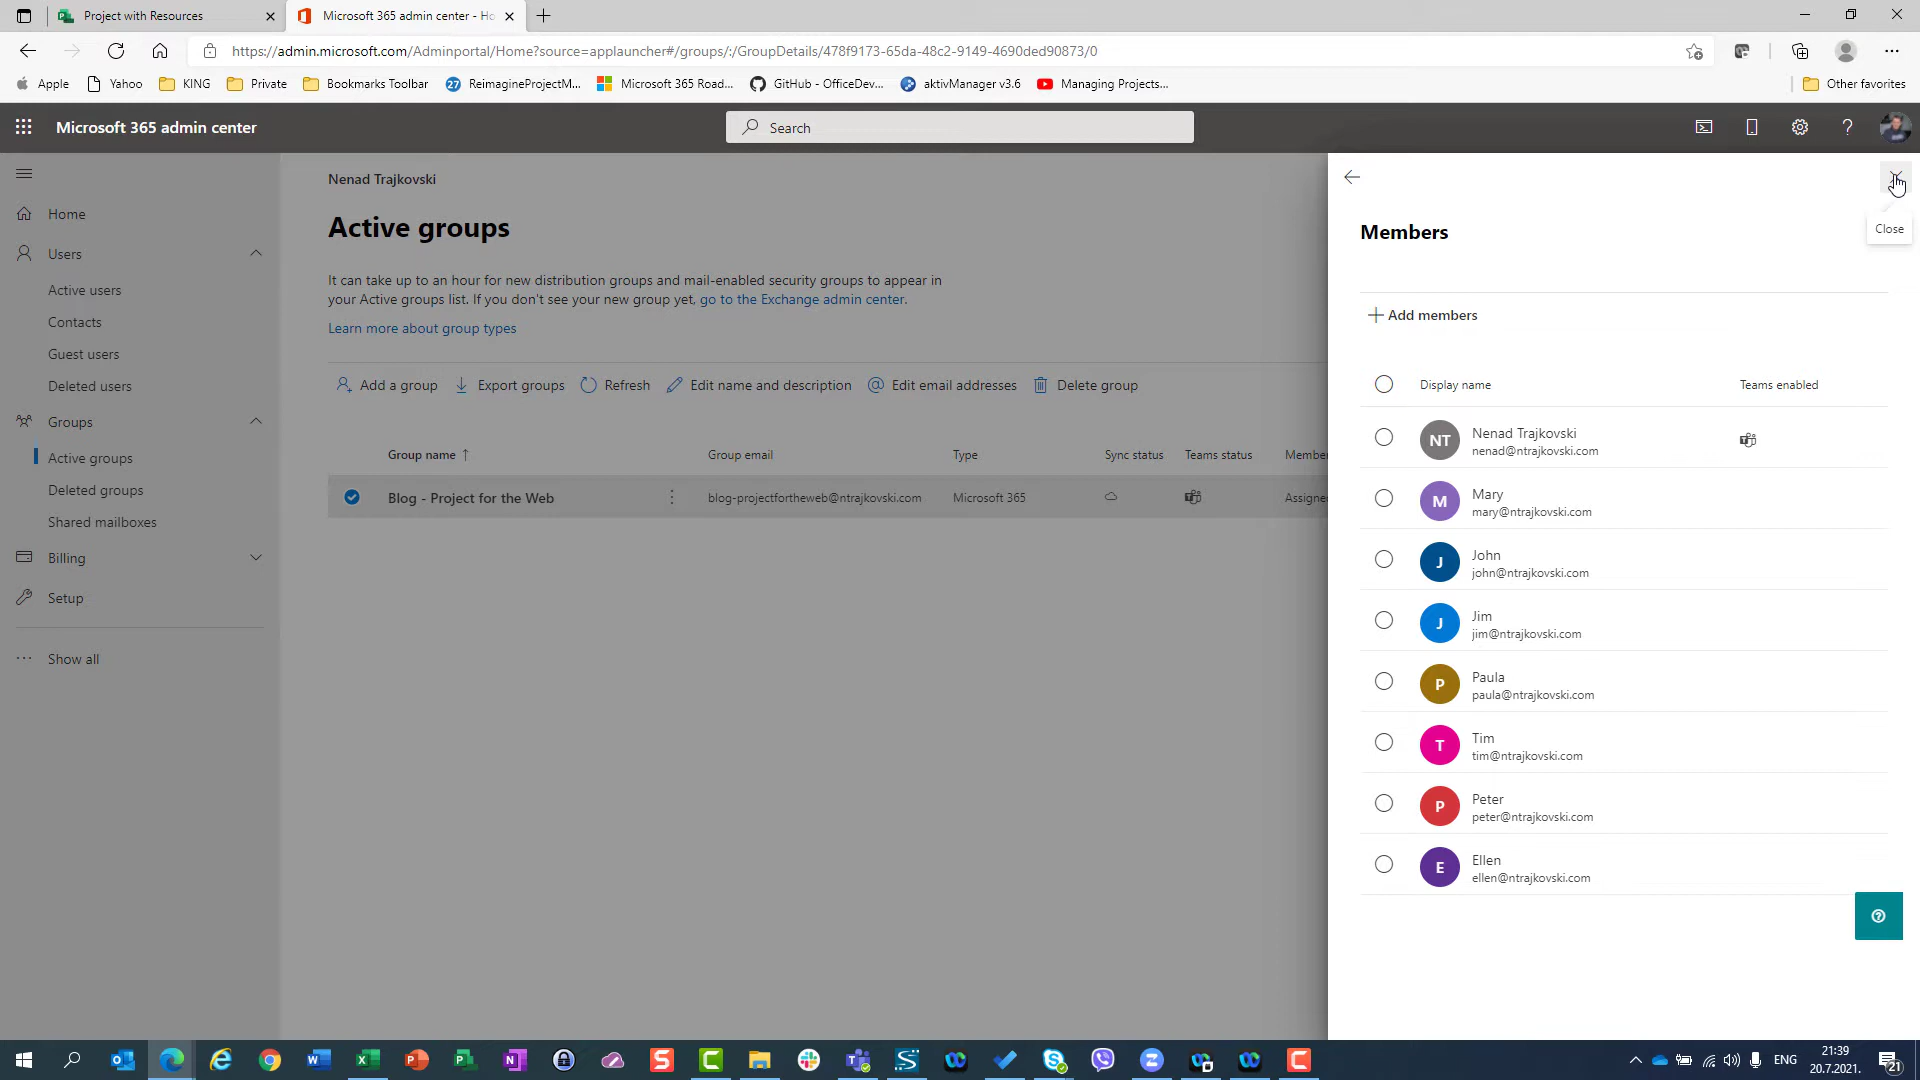 Project with Resources
Microsoft 365 admin center - Ho
https://admin.microsoft.com/Adminportal/Home?source=applauncher#/groups/:/GroupDetails/478f9173-65da-48c2-9149-4690ded90873/0
Apple
Yahoo
KING
Private
Bookmarks Toolbar
27
ReimagineProjectM...
Microsoft 365 Road...
GitHub - OfficeDev...
aktivManager v3.6
Managing Projects...
Other favorites
Microsoft 365 admin center
Search
Home
Users
Active users
Contacts
Guest users
Deleted users
Groups
Active groups
Deleted groups
Shared mailboxes
Billing
Setup
Show all
Nenad Trajkovski
Active groups
It can take up to an hour for new distribution groups and mail-enabled security groups to appear in
your Active groups list. If you don't see your new group yet, go to the Exchange admin center.
Learn more about group types
Add a group
Export groups
Refresh
Edit name and description
Edit email addresses
Delete group
Group name ↑
Group email
Type
Sync status
Teams status
Member
Blog - Project for the Web
blog-projectfortheweb@ntrajkovski.com
Microsoft 365
Assigne
Close
Members
Add members
Display name
Teams enabled
NT
Nenad Trajkovski
nenad@ntrajkovski.com
M
Mary
mary@ntrajkovski.com
J
John
john@ntrajkovski.com
J
Jim
jim@ntrajkovski.com
P
Paula
paula@ntrajkovski.com
T
Tim
tim@ntrajkovski.com
P
Peter
peter@ntrajkovski.com
E
Ellen
ellen@ntrajkovski.com
ENG
21:39
20.7.2021.
21